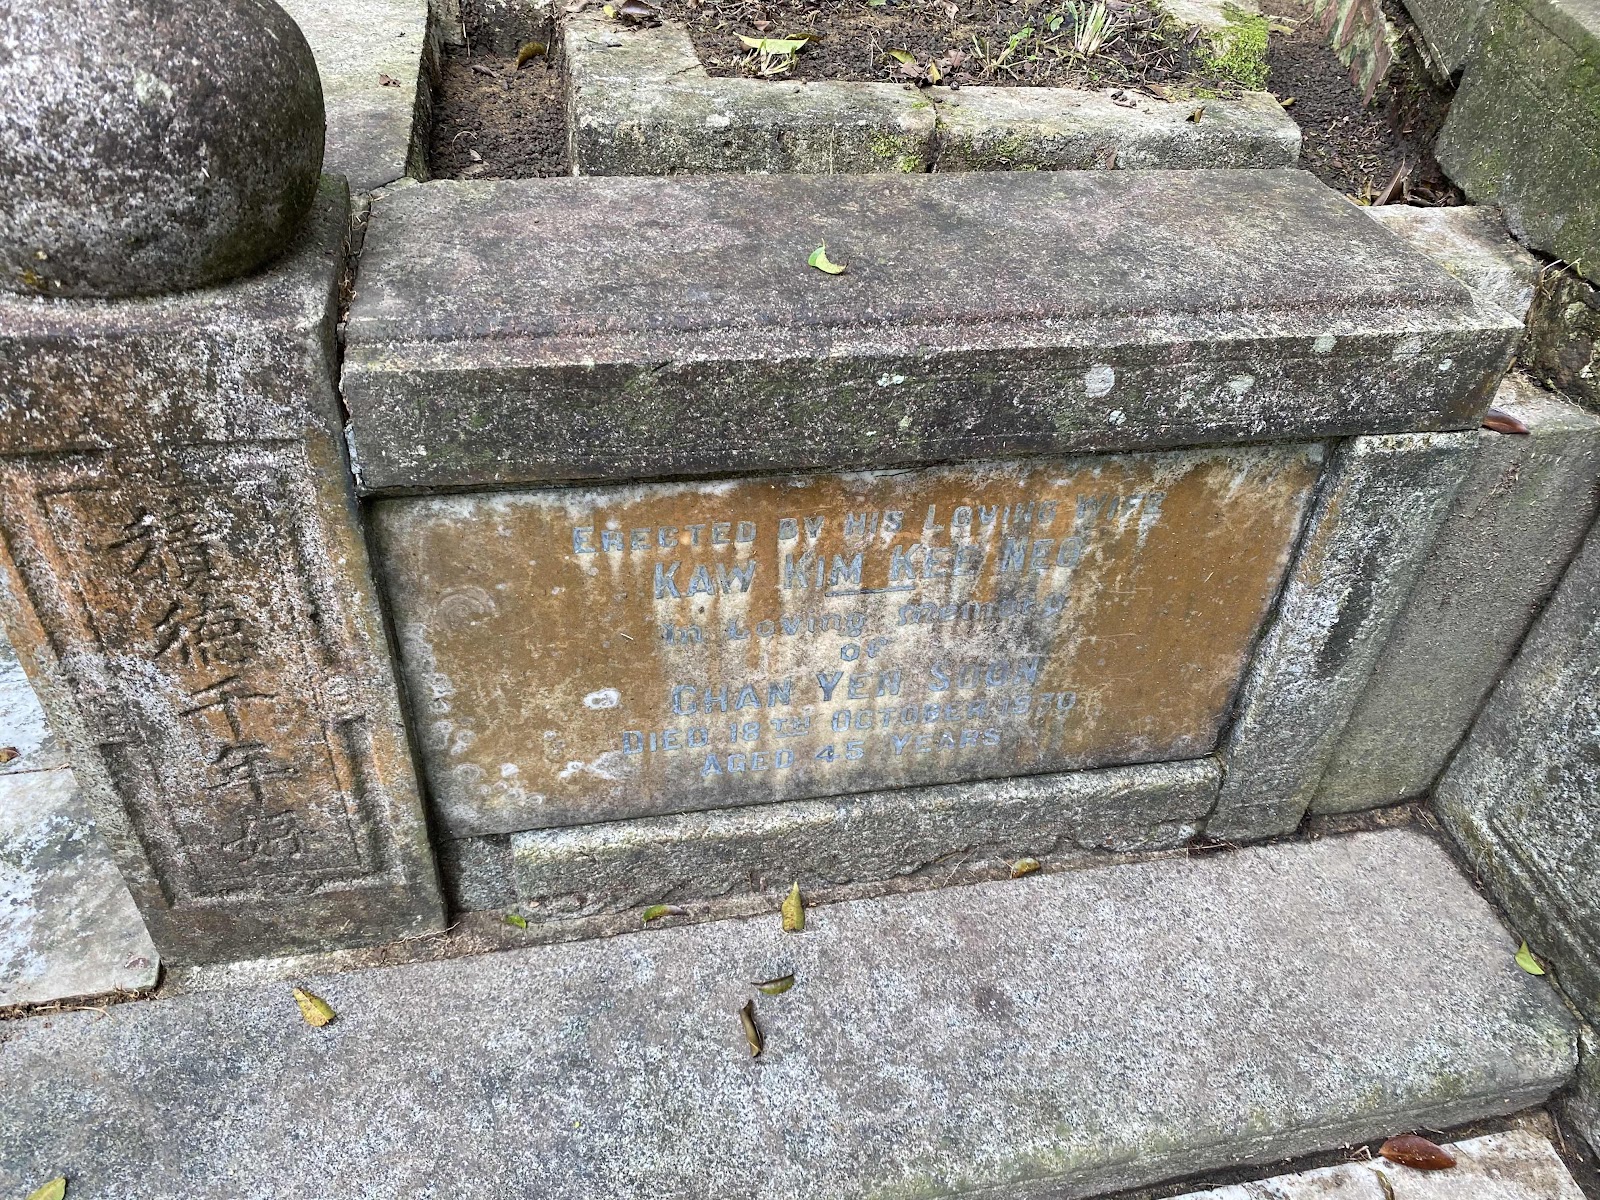 積德千年
ERECTED BY HIS LOVING WIFE
KAW KIM KEE NEO
In Loving memory
OF
CHAN YEH SOON
DIED 18TH OCTOBER 1970
AGED 45 YEARS